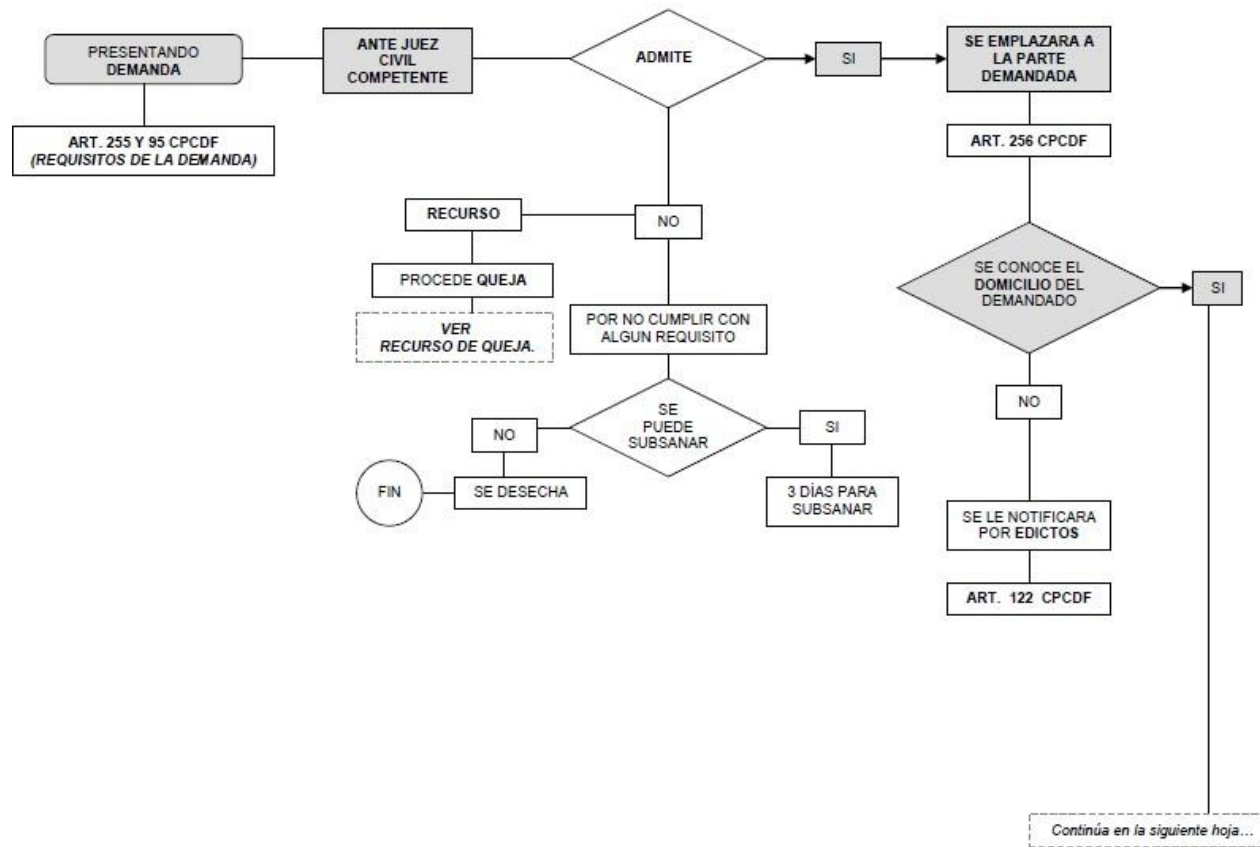 PRESENTANDO
DEMANDA
ART. 255 Y 95 CPCDF
(REQUISITOS DE LA DEMANDA)
ANTE JUEZ
CIVIL
COMPETENTE
ADMITE
SI
SE EMPLAZARA A
LA PARTE
DEMANDADA
ART. 256 CPCDF
RECURSO
NO
PROCEDE QUEJA
VER
RECURSO DE QUEJA.
POR NO CUMPLIR CON
ALGUN REQUISITO
SE
PUEDE
SUBSANAR
NO
SE DESECHA
FIN
SI
3 DÍAS PARA
SUBSANAR
SE CONOCE EL
DOMICILIO DEL
DEMANDADO
SI
NO
SE LE NOTIFICARA
POR EDICTOS
ART. 122 CPCDF
Continúa en la siguiente hoja…